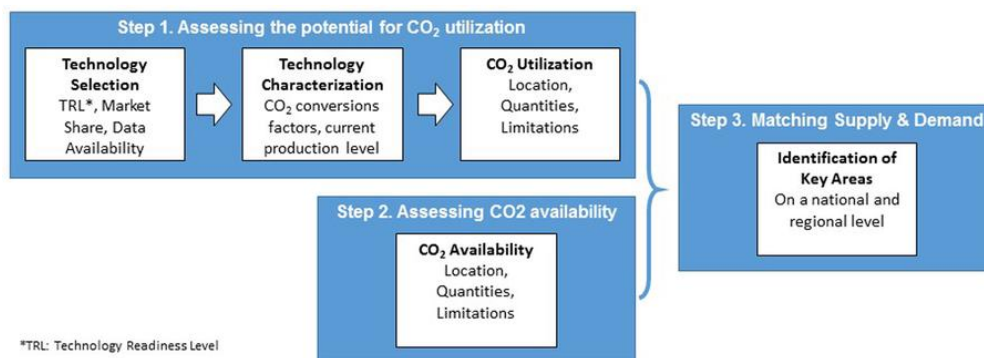 Step 1. Assessing the potential for CO₂ utilization
Technology
Selection
TRL*, Market
Share, Data
Availability
Technology
Characterization
CO₂ conversions
factors, current
production level
CO₂ Utilization
Location,
Quantities,
Limitations
Step 2. Assessing CO2 availability
CO₂ Availability
Location,
Quantities,
Limitations
Step 3. Matching Supply & Demand
Identification of
Key Areas
On a national and
regional level
*TRL: Technology Readiness Level